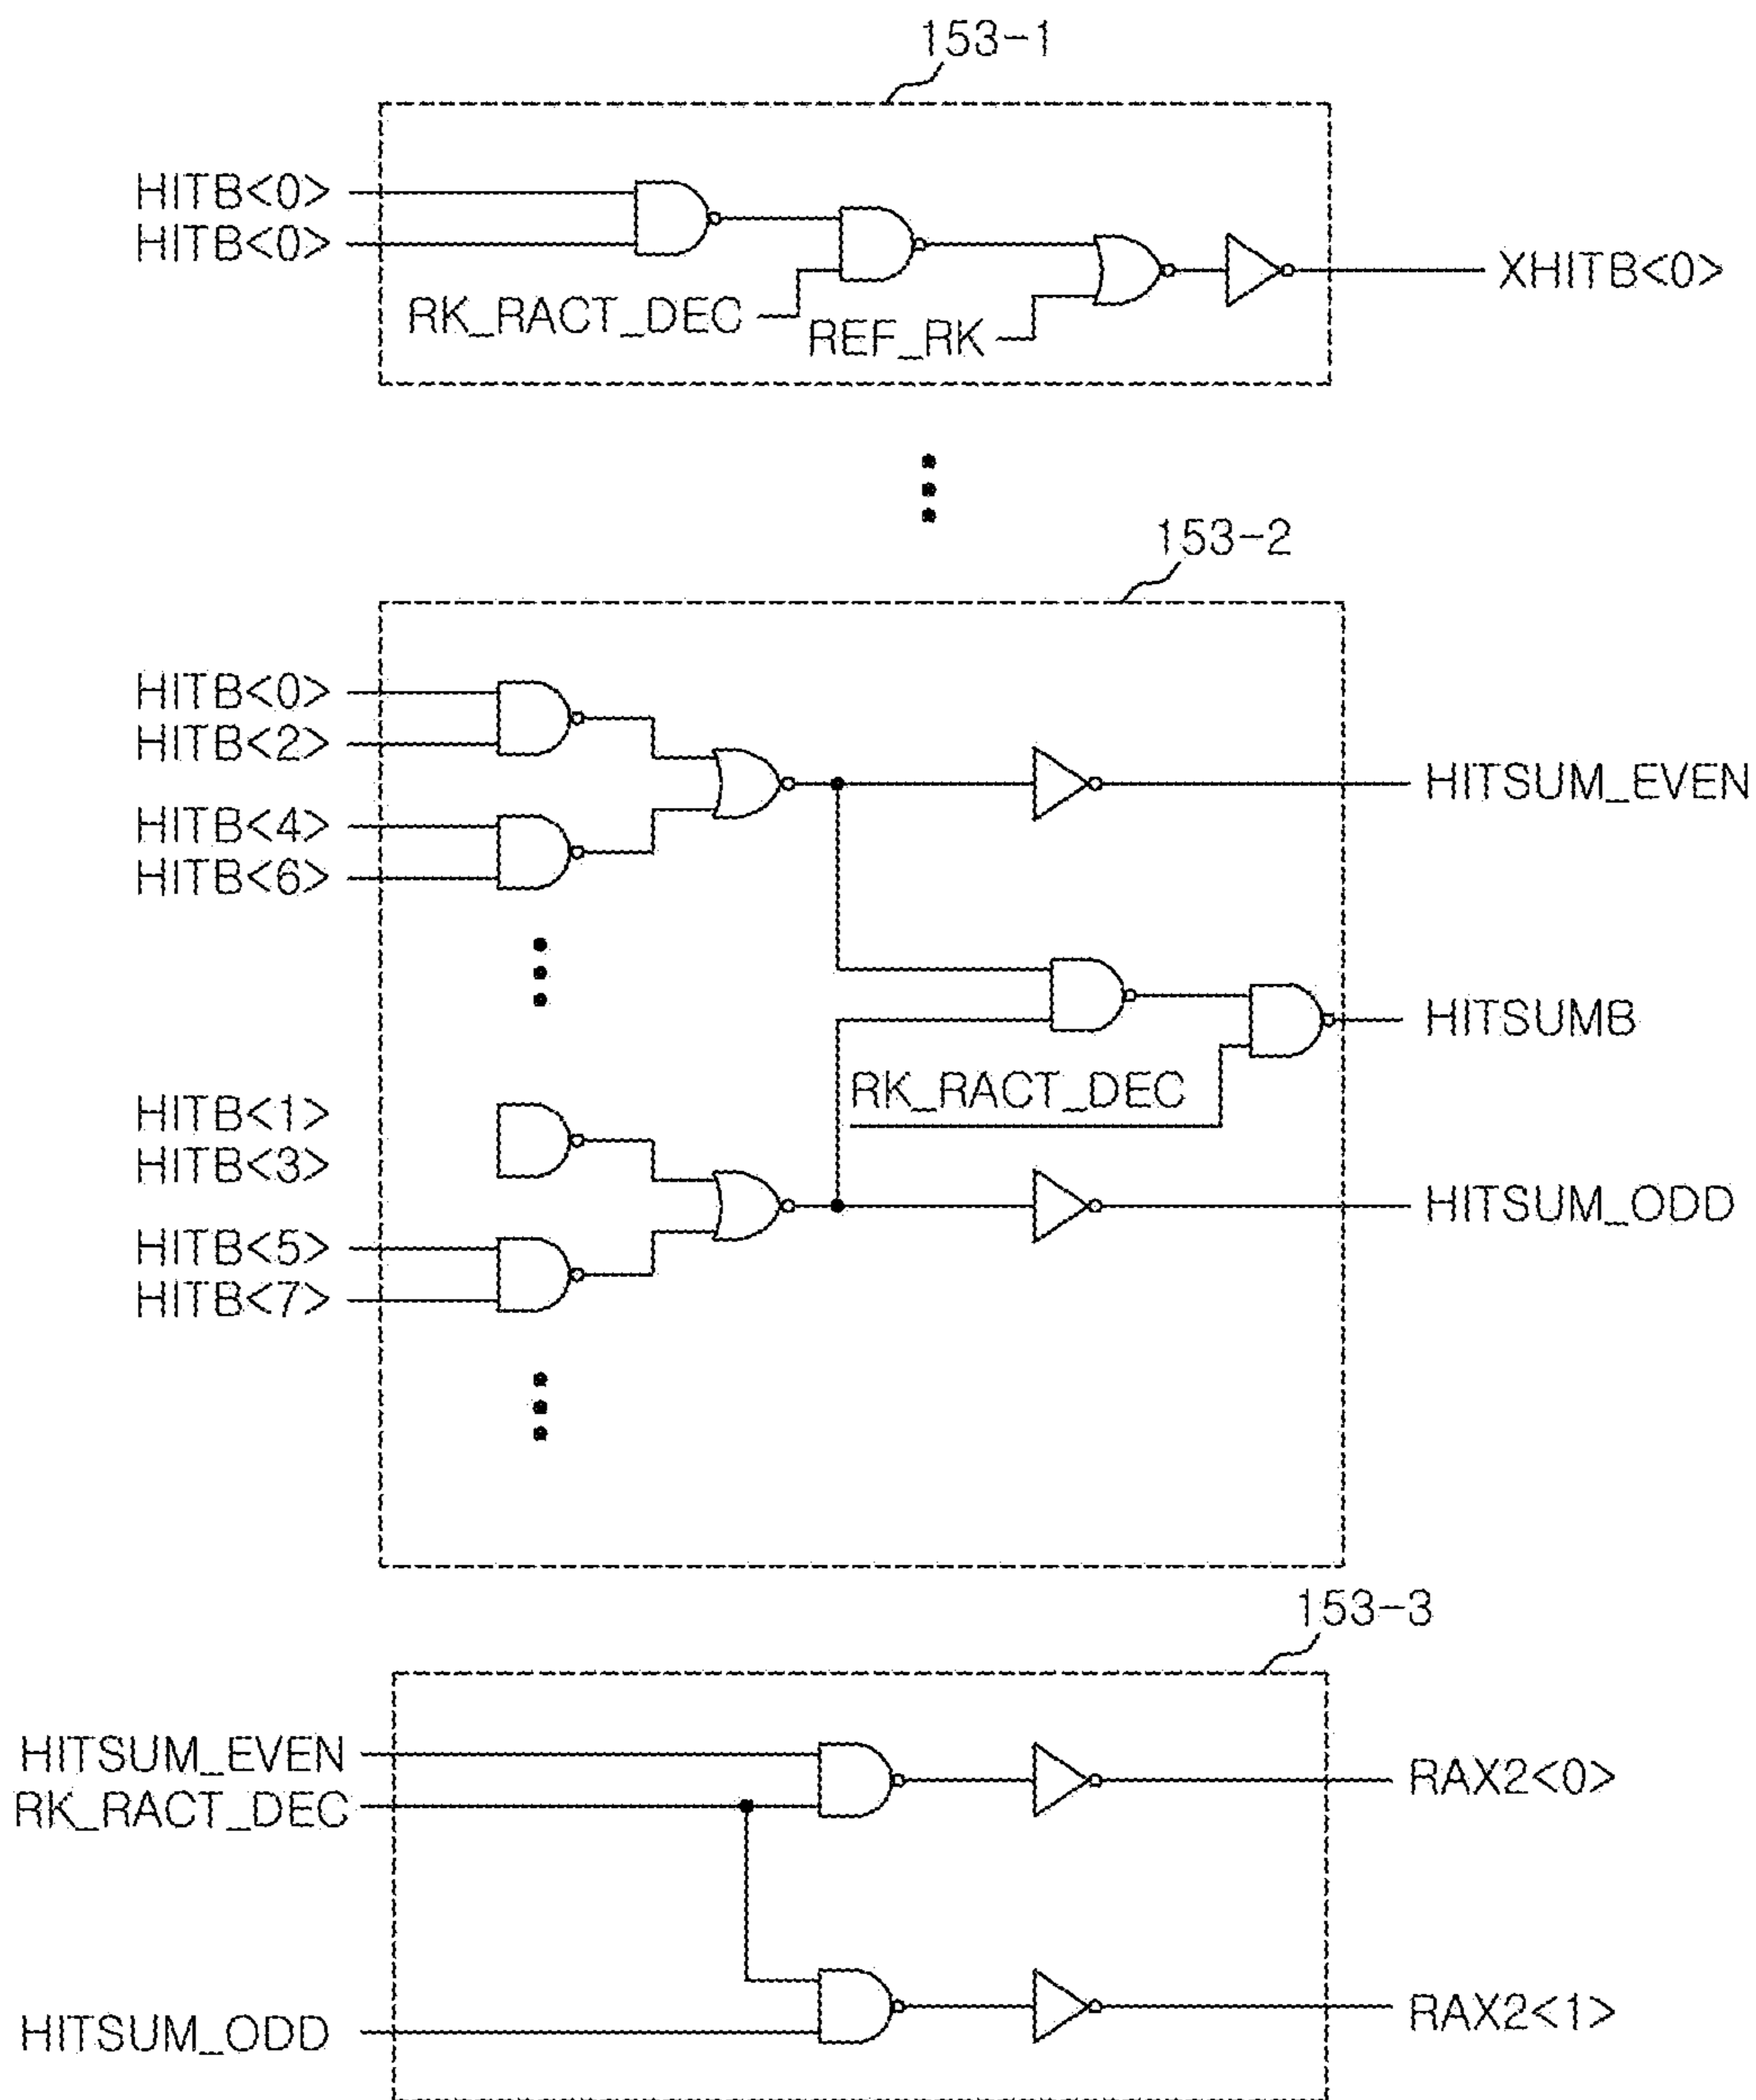 153-1
HITB<0>
HITB<0>
RK_RACT_DEC
REF_RK
XHITB<0>
153-2
HITB<0>
HITB<2>
HITB<4>
HITB<6>
HITSUM_EVEN
HITSUMB
RK_RACT_DEC
HITB<1>
HITB<3>
HITB<5>
HITB<7>
HITSUM_ODD
153-3
HITSUM_EVEN
RK_RACT_DEC
HITSUM_ODD
RAX2<0>
RAX2<1>